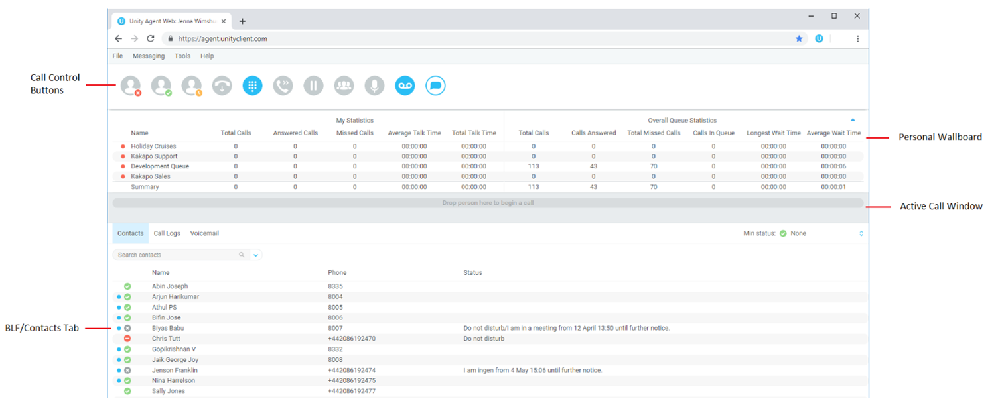 Unity Agent Web: Jenna Wimshu
https://agent.unityclient.com
File Messaging Tools Help
Call Control
Buttons
My Statistics Overall Queue Statistics
Name Total Calls Answered Calls Missed Calls Average Talk Time Total Talk Time Total Calls Calls Answered Total Missed Calls Calls In Queue Longest Wait Time Average Wait Time
Personal Wallboard
Holiday Cruises 0 0 0 00:00:00 00:00:00 0 0 0 0 00:00:00 00:00:00
Kakapo Support 0 0 0 00:00:00 00:00:00 0 0 0 0 00:00:00 00:00:00
Development Queue 0 0 0 00:00:00 00:00:00 113 43 70 0 00:00:00 00:00:06
Kakapo Sales 0 0 0 00:00:00 00:00:00 0 0 0 0 00:00:00 00:00:00
Summary 0 0 0 00:00:00 00:00:00 113 43 70 0 00:00:00 00:00:01
Drop person here to begin a call
Active Call Window
Contacts Call Logs Voicemail Min status: None
Search contacts
Name Phone Status
Abin Joseph 8335
Arjun Harikumar 8004
Athul PS 8005
Bifin Jose 8006
BLF/Contacts Tab
Biyas Babu 8007 Do not disturb/I am in a meeting from 12 April 13:50 until further notice.
Chris Tutt +442086192470 Do not disturb
Gopikrishnan V 8332
Jaik George Joy 8008
Jenson Franklin +442086192474 I am ingen from 4 May 15:06 until further notice.
Nina Harrelson +442086192475
Sally Jones +442086192477